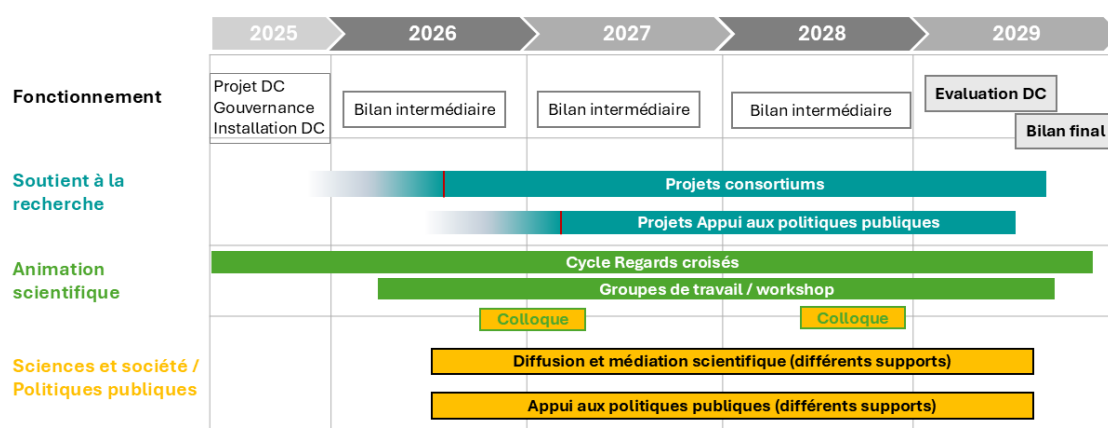 2025
2026
2027
2028
2029
Fonctionnement
Projet DC
Gouvernance
Installation DC
Bilan intermédiaire
Bilan intermédiaire
Bilan intermédiaire
Evaluation DC
Bilan final
Soutient à la
recherche
Projets consortiums
Projets Appui aux politiques publiques
Animation
scientifique
Cycle Regards croisés
Groupes de travail / workshop
Colloque
Colloque
Sciences et société /
Politiques publiques
Diffusion et médiation scientifique (différents supports)
Appui aux politiques publiques (différents supports)